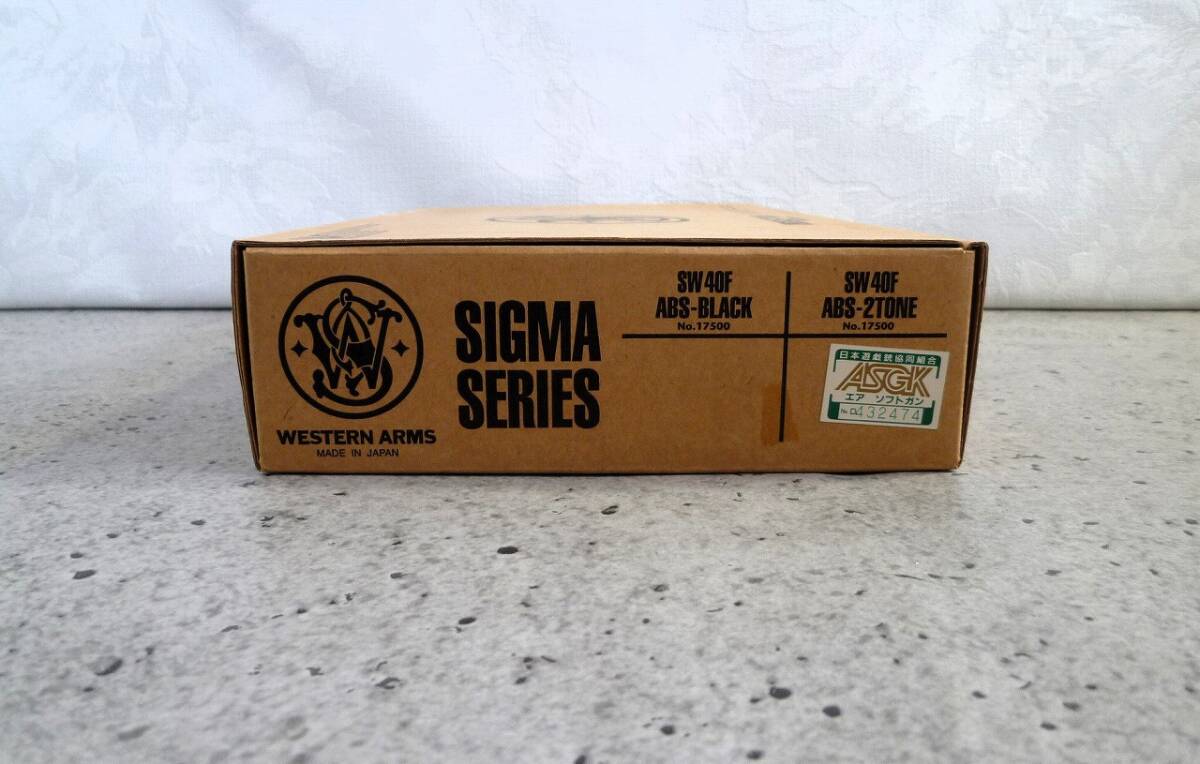 WESTERN ARMS
MADE IN JAPAN
SIGMA
SERIES
SW40F
ABS-BLACK
No.17500
SW40F
ABS-2TONE
No.17500
日本遊戯銃協同組合
ASGK
エア ソフトガン
432474